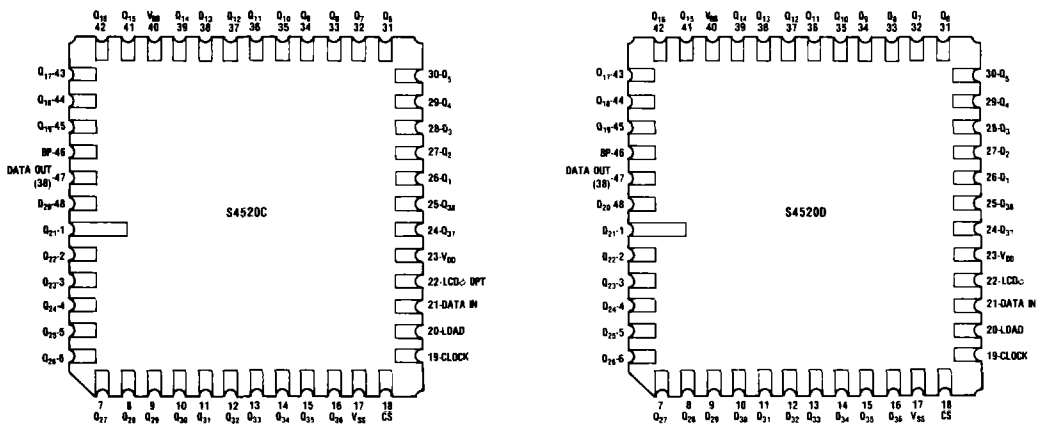 Q16 Q15 VBB Q14 Q13 Q12 Q11 Q10 Q9 Q8 Q7 Q6
42 41 40 39 38 37 36 35 34 33 32 31
Q17-43
Q18-44
Q19-45
BP-46
DATA OUT
(38)-47
D20-48
Q21-1
Q22-2
Q23-3
Q24-4
Q25-5
Q26-6
S4520C
30-Q5
29-Q4
28-Q3
27-Q2
26-Q1
25-Q38
24-Q37
23-VDD
22-LCDφ OPT
21-DATA IN
20-LOAD
19-CLOCK
7 8 9 10 11 12 13 14 15 16 17 18
Q27 Q28 Q29 Q30 Q31 Q32 Q33 Q34 Q35 Q36 VSS CS
Q16 Q15 VBB Q14 Q13 Q12 Q11 Q10 Q9 Q8 Q7 Q6
42 41 40 39 38 37 36 35 34 33 32 31
Q17-43
Q18-44
Q19-45
BP-46
DATA OUT
(38)-47
D20-48
D21-1
Q22-2
Q23-3
Q24-4
D25-5
D26-6
S4520D
30-Q5
29-Q4
28-Q3
27-Q2
26-Q1
25-Q38
24-Q37
23-VDD
22-LCDφ
21-DATA IN
20-LOAD
19-CLOCK
7 8 9 10 11 12 13 14 15 16 17 18
Q27 Q28 Q29 D30 D31 D32 D33 D34 D35 D36 VSS CS